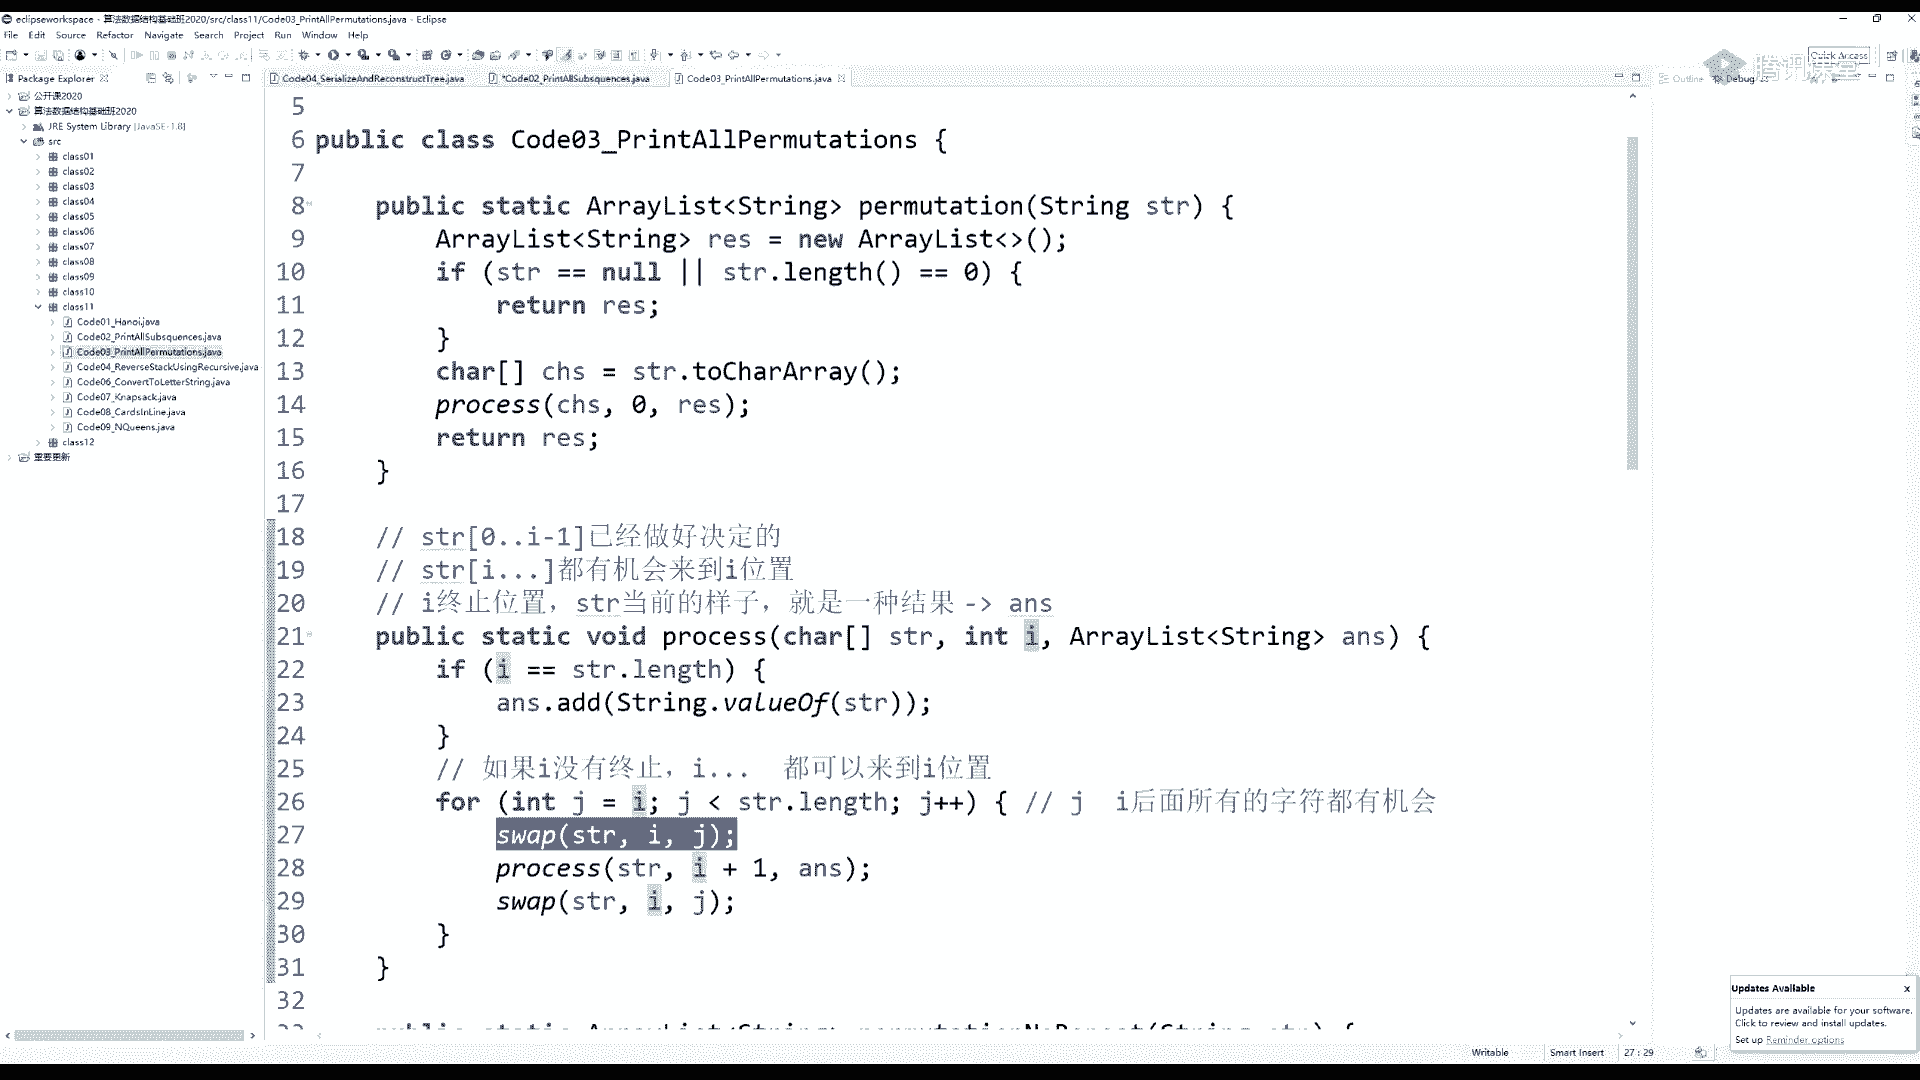 eclipseworkspace - 算法数据结构基础班2020/src/class11/Code03_PrintAllPermutations.java - Eclipse
File Edit Source Refactor Navigate Search Project Run Window Help
Quick Access
腾讯课堂
Package Explorer
Code04_SerializeAndReconstructTree.java
*Code02_PrintAllSubsquences.java
Code03_PrintAllPermutations.java
Outline
Debug
公开课2020
算法数据结构基础班2020
JRE System Library [JavaSE-1.8]
src
class01
class02
class03
class04
class05
class06
class07
class08
class09
class10
class11
Code01_Hanoi.java
Code02_PrintAllSubsquences.java
Code03_PrintAllPermutations.java
Code04_ReverseStackUsingRecursive.java
Code06_ConvertToLetterString.java
Code07_Knapsack.java
Code08_CardsInLine.java
Code09_NQueens.java
class12
重要更新
5
6 public class Code03_PrintAllPermutations {
7
8 public static ArrayList<String> permutation(String str) {
9 ArrayList<String> res = new ArrayList<>();
10 if (str == null || str.length() == 0) {
11 return res;
12 }
13 char[] chs = str.toCharArray();
14 process(chs, 0, res);
15 return res;
16 }
17
18 // str[0..i-1]已经做好决定的
19 // str[i...]都有机会来到i位置
20 // i终止位置，str当前的样子，就是一种结果 -> ans
21 public static void process(char[] str, int i, ArrayList<String> ans) {
22 if (i == str.length) {
23 ans.add(String.valueOf(str));
24 }
25 // 如果i没有终止，i... 都可以来到i位置
26 for (int j = i; j < str.length; j++) { // j i后面所有的字符都有机会
27 swap(str, i, j);
28 process(str, i + 1, ans);
29 swap(str, i, j);
30 }
31 }
32
Updates Available
Updates are available for your software.
Click to review and install updates.
Set up Reminder options
Writable Smart Insert 27 : 29